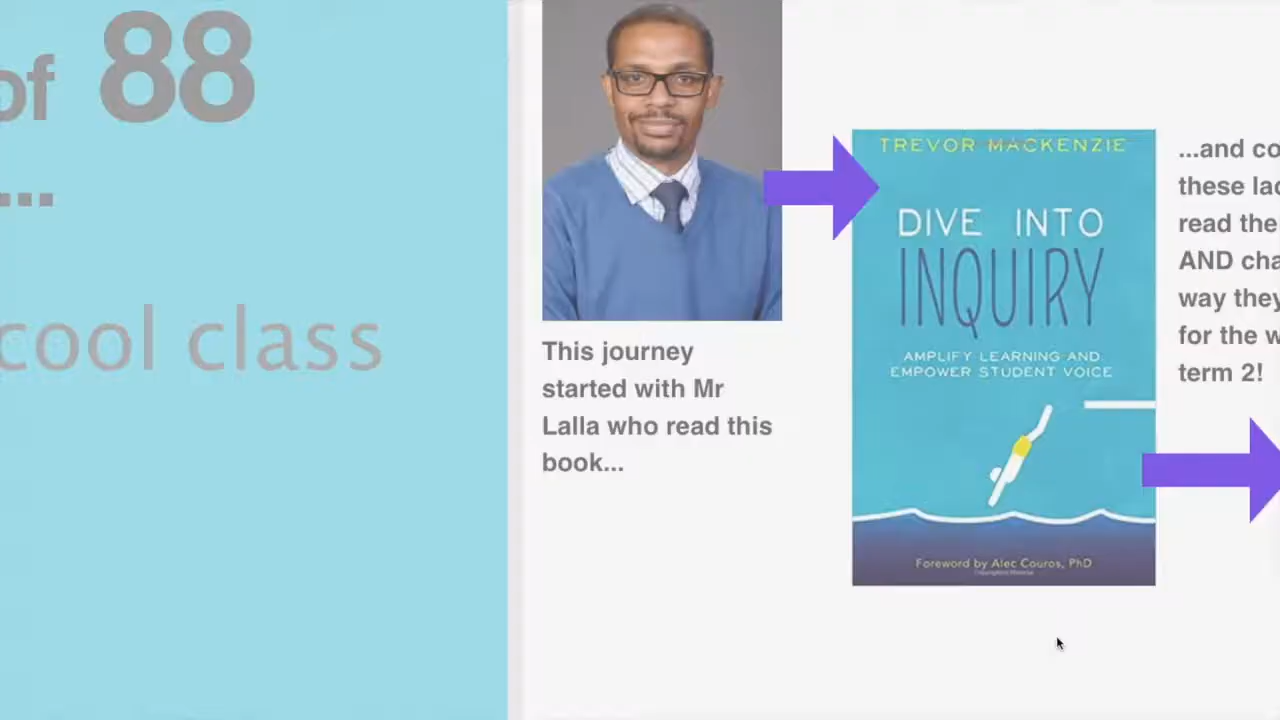 of 88
...
cool class
This journey
started with Mr
Lalla who read this
book...
TREVOR MACKENZIE
DIVE INTO
INQUIRY
AMPLIFY LEARNING AND
EMPOWER STUDENT VOICE
Foreword by Alec Couros, PhD
...and co
these lad
read the
AND cha
way they
for the w
term 2!